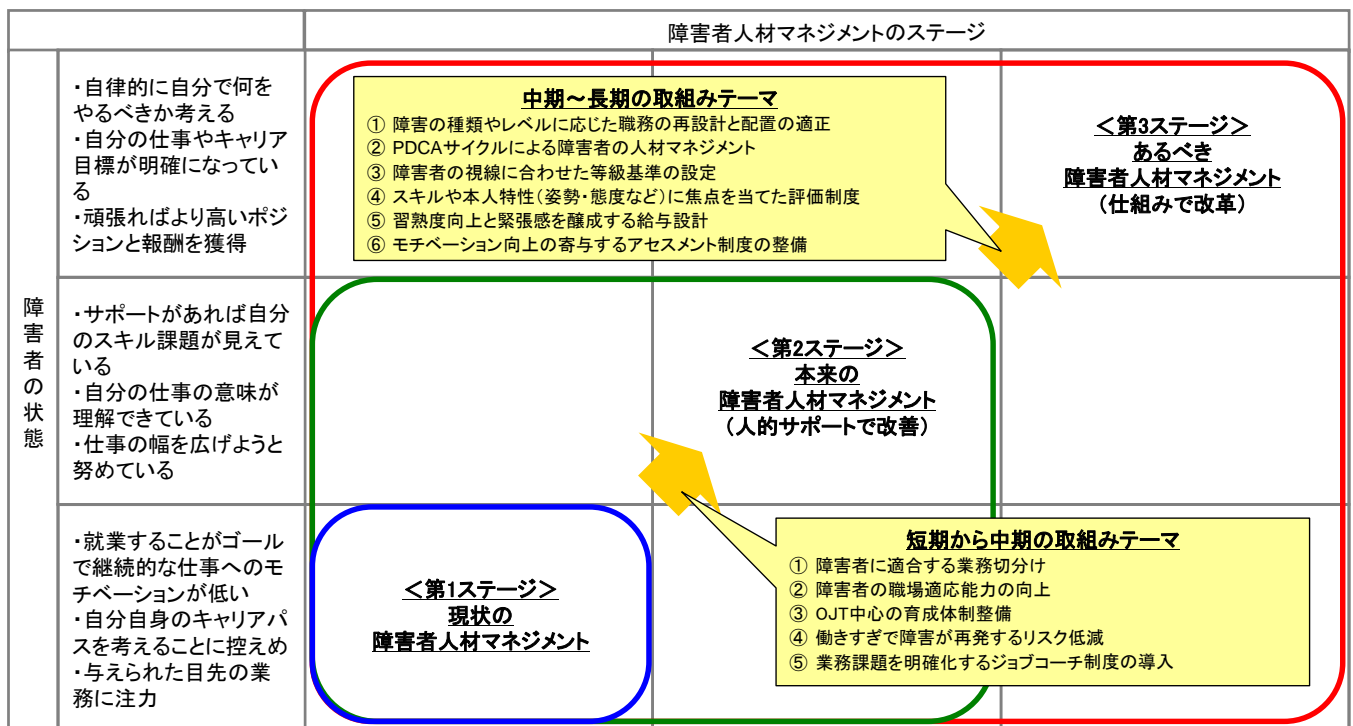 障害者人材マネジメントのステージ
障害者の状態
・自律的に自分で何を
やるべきか考える
・自分の仕事やキャリア
目標が明確になってい
る
・頑張ればより高いポジ
ションと報酬を獲得
中期～長期の取組みテーマ
① 障害の種類やレベルに応じた職務の再設計と配置の適正
② PDCAサイクルによる障害者の人材マネジメント
③ 障害者の視線に合わせた等級基準の設定
④ スキルや本人特性(姿勢・態度など)に焦点を当てた評価制度
⑤ 習熟度向上と緊張感を醸成する給与設計
⑥ モチベーション向上の寄与するアセスメント制度の整備
＜第3ステージ＞
あるべき
障害者人材マネジメント
(仕組みで改革)
・サポートがあれば自分
のスキル課題が見えて
いる
・自分の仕事の意味が
理解できている
・仕事の幅を広げようと
努めている
＜第2ステージ＞
本来の
障害者人材マネジメント
(人的サポートで改善)
・就業することがゴール
で継続的な仕事へのモ
チベーションが低い
・自分自身のキャリアパ
スを考えることに控えめ
・与えられた目先の業
務に注力
＜第1ステージ＞
現状の
障害者人材マネジメント
短期から中期の取組みテーマ
① 障害者に適合する業務切分け
② 障害者の職場適応能力の向上
③ OJT中心の育成体制整備
④ 働きすぎで障害が再発するリスク低減
⑤ 業務課題を明確化するジョブコーチ制度の導入